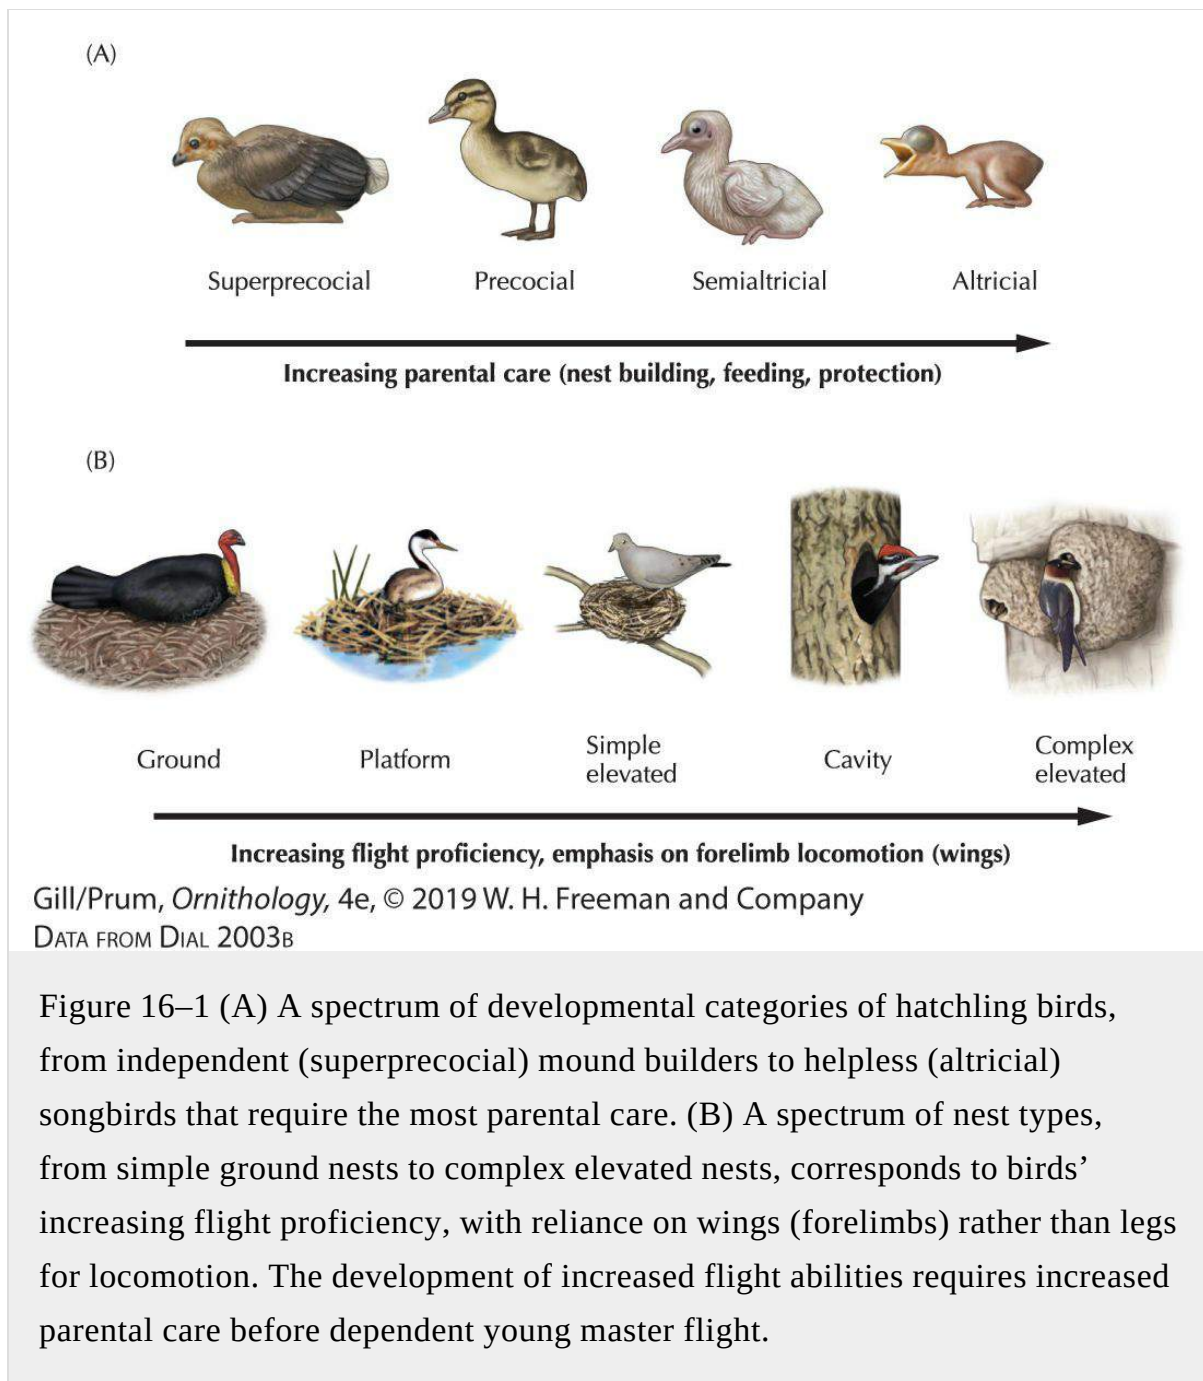 (A)
Superprecocial Precocial Semialtricial Altricial
Increasing parental care (nest building, feeding, protection)
(B)
Ground Platform Simple elevated Cavity Complex elevated
Increasing flight proficiency, emphasis on forelimb locomotion (wings)
Gill/Prum, Ornithology, 4e, © 2019 W. H. Freeman and Company
DATA FROM DIAL 2003B
Figure 16–1 (A) A spectrum of developmental categories of hatchling birds,
from independent (superprecocial) mound builders to helpless (altricial)
songbirds that require the most parental care. (B) A spectrum of nest types,
from simple ground nests to complex elevated nests, corresponds to birds’
increasing flight proficiency, with reliance on wings (forelimbs) rather than legs
for locomotion. The development of increased flight abilities requires increased
parental care before dependent young master flight.